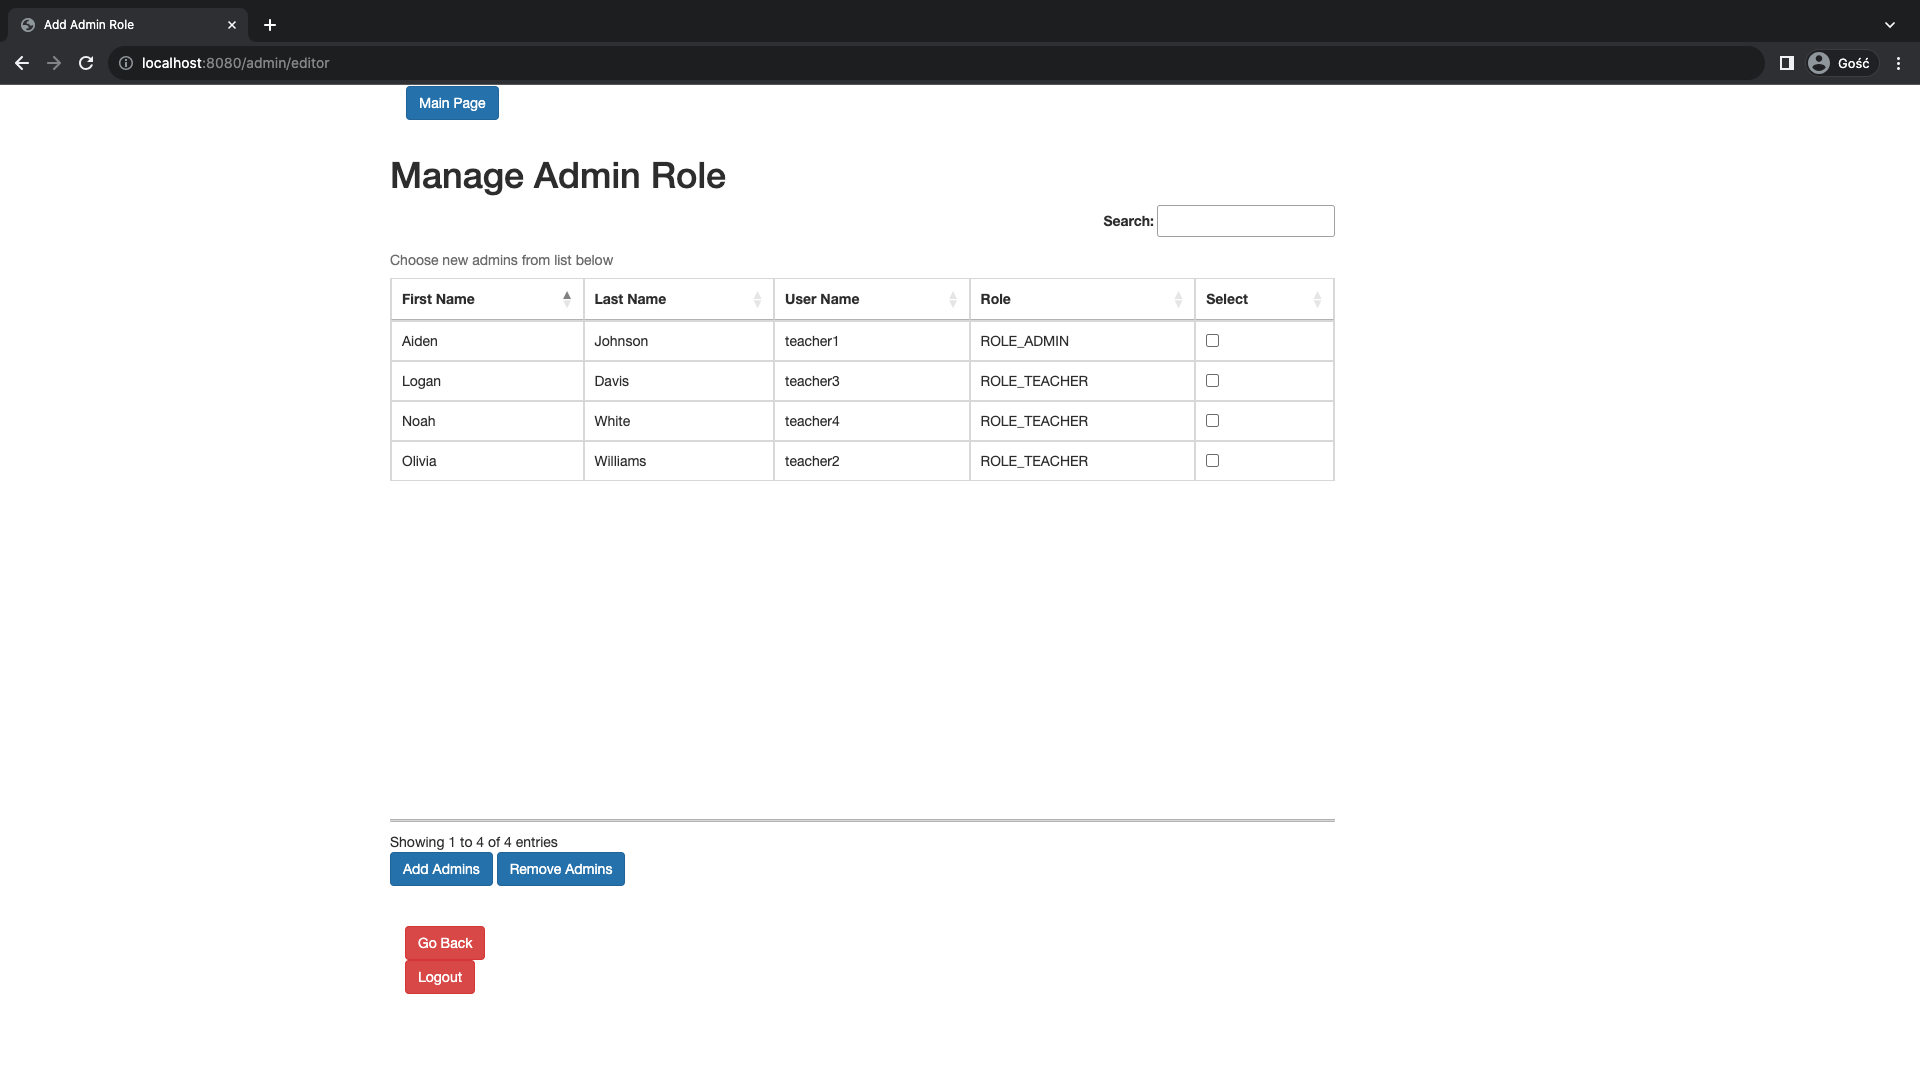 Add Admin Role
localhost:8080/admin/editor
Gość
Main Page
Manage Admin Role
Search:
Choose new admins from list below
First Name Last Name User Name Role Select
Aiden Johnson teacher1 ROLE_ADMIN
Logan Davis teacher3 ROLE_TEACHER
Noah White teacher4 ROLE_TEACHER
Olivia Williams teacher2 ROLE_TEACHER
Showing 1 to 4 of 4 entries
Add Admins Remove Admins
Go Back
Logout